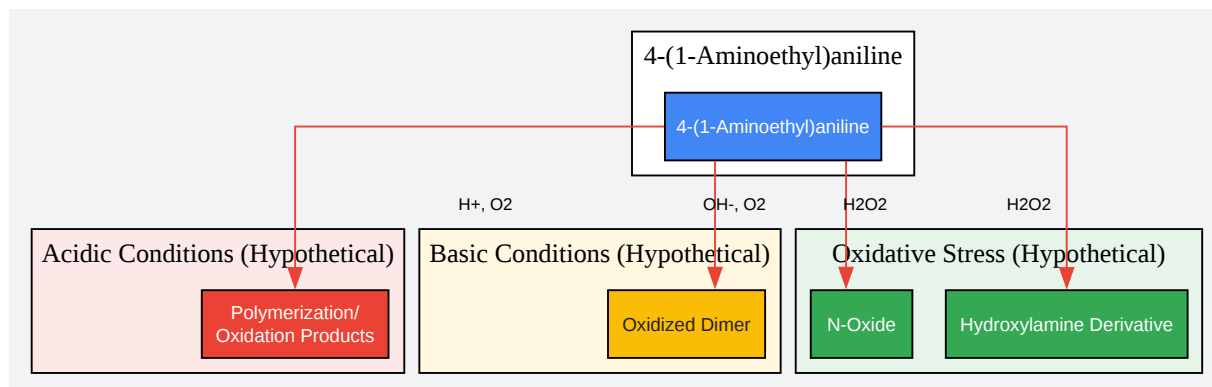 4-(1-Aminoethyl)aniline
4-(1-Aminoethyl)aniline
H+, O2
OH-, O2
H2O2
H2O2
Acidic Conditions (Hypothetical)
Basic Conditions (Hypothetical)
Oxidative Stress (Hypothetical)
Polymerization/
Oxidation Products
Oxidized Dimer
N-Oxide
Hydroxylamine Derivative